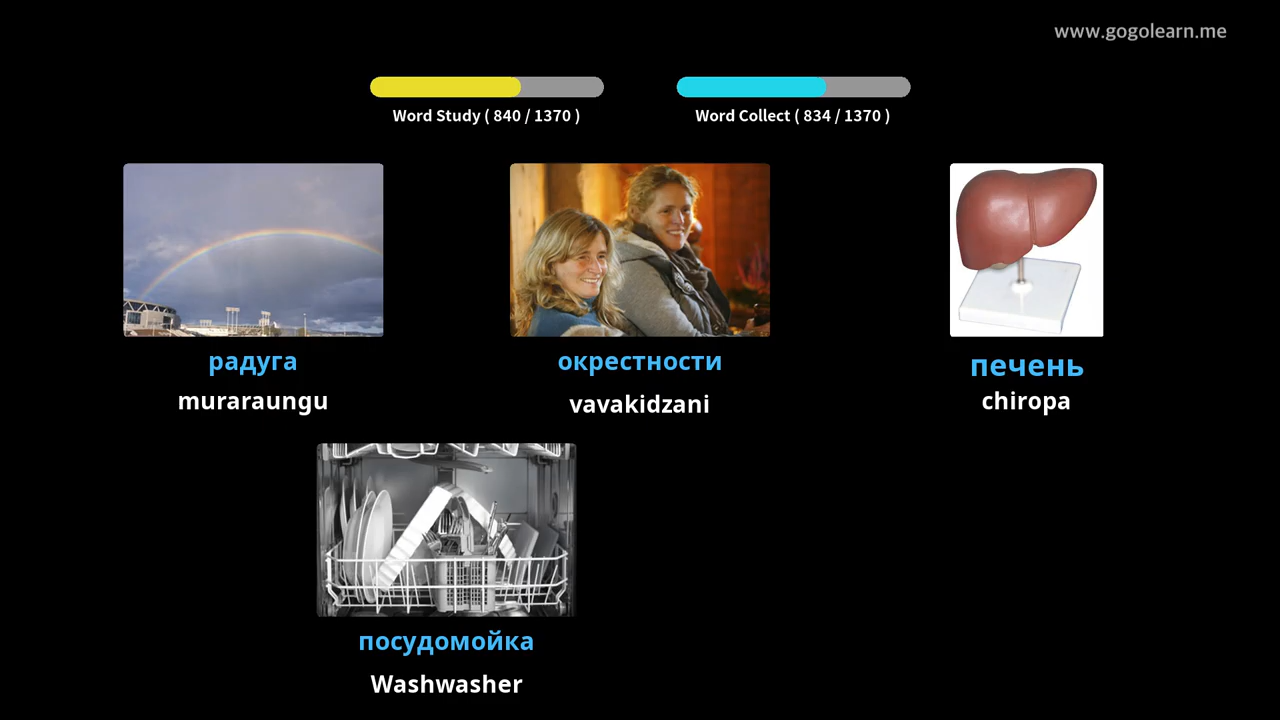 www.gogolearn.me
Word Study ( 840 / 1370 )
Word Collect ( 834 / 1370 )
радуга
muraraungu
окрестности
vavakidzani
печень
chiropa
посудомойка
Washwasher